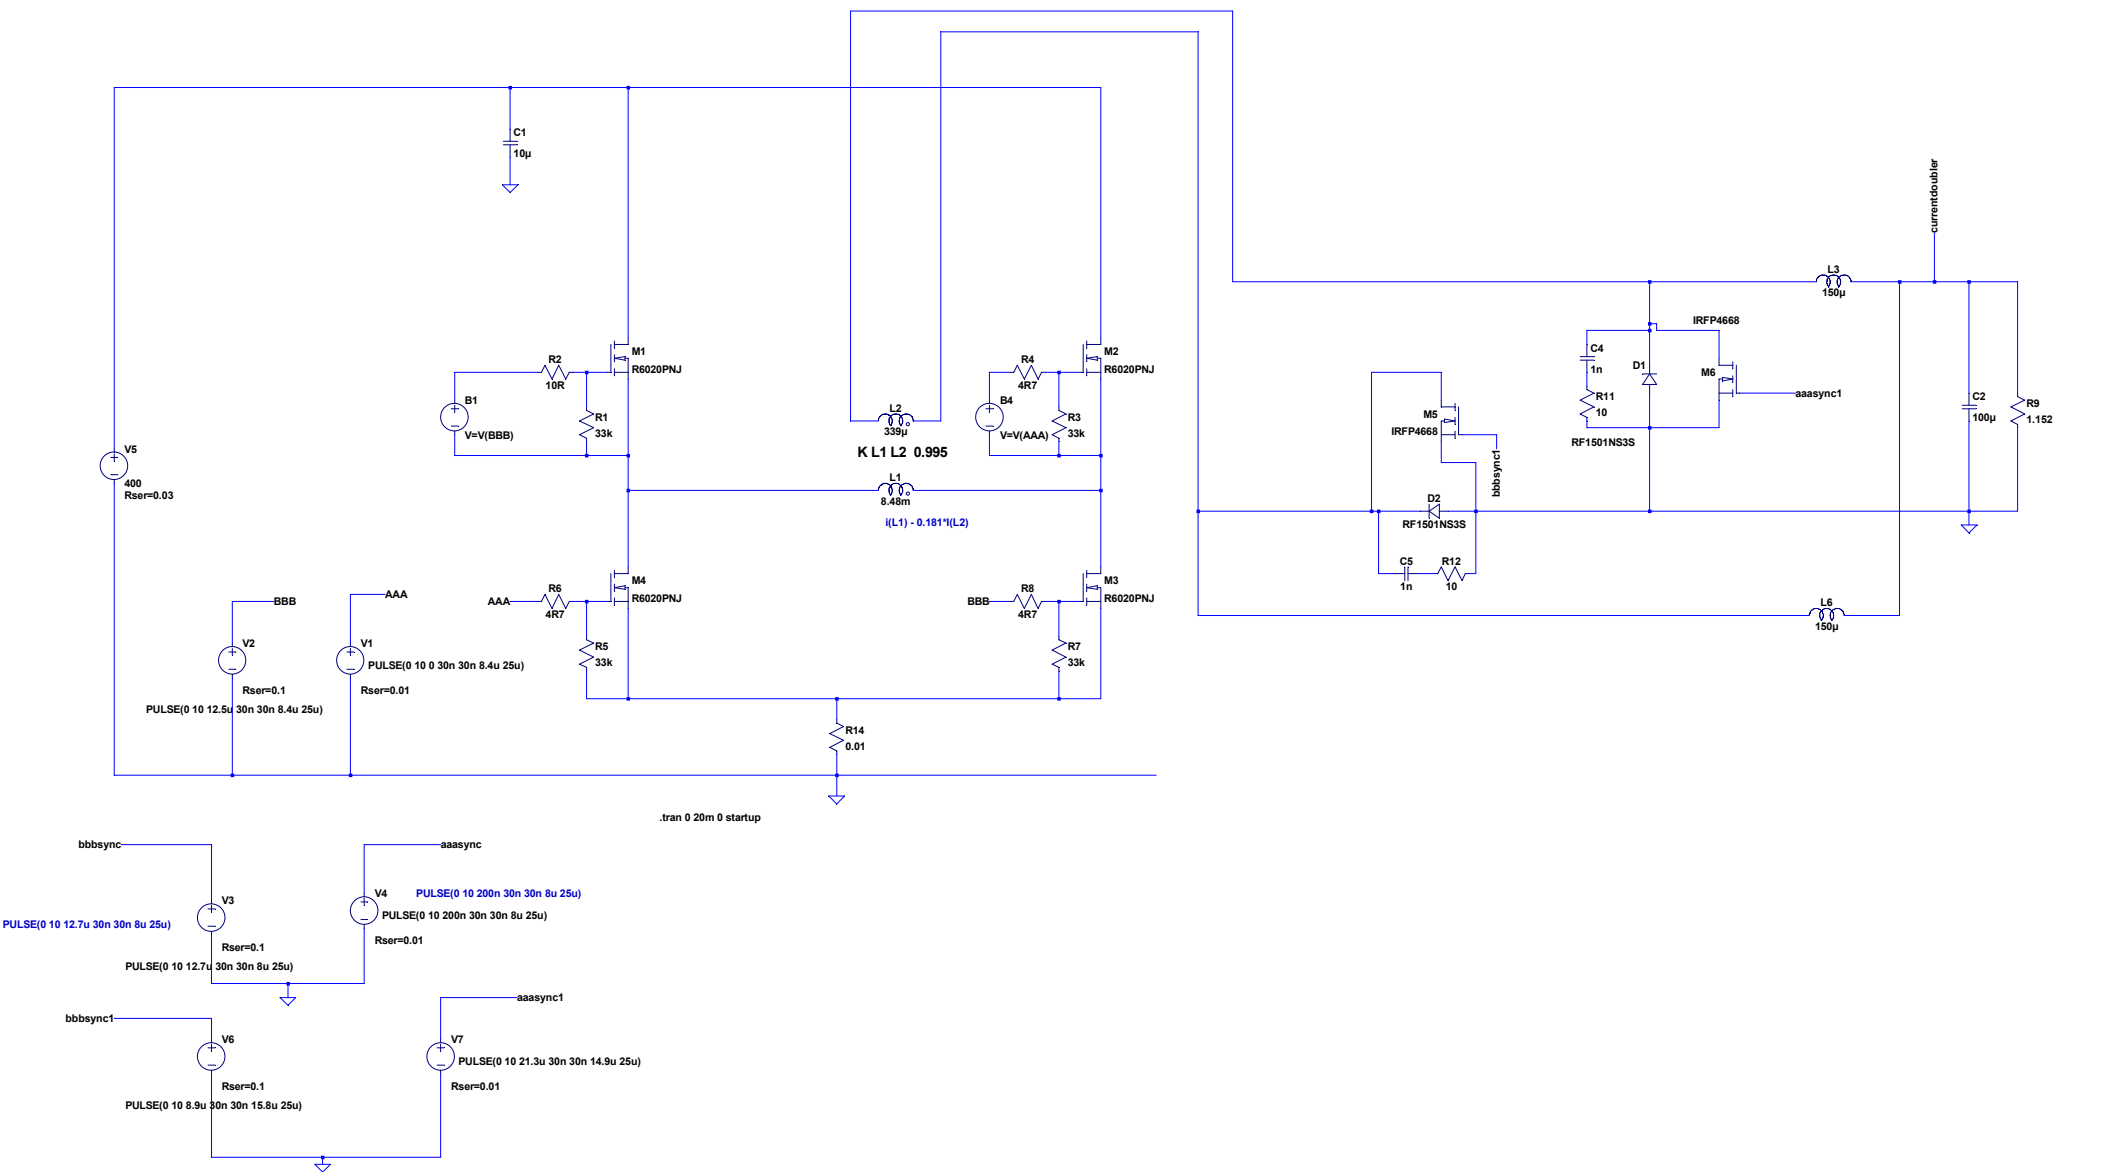 C1
10µ
currentdoubler
L3
150µ
IRFP4668
M1
R6020PNJ
R2
10R
B1
V=V(BBB)
R1
33k
M2
R6020PNJ
R4
4R7
B4
V=V(AAA)
R3
33k
L2
339µ
K L1 L2 0.995
L1
8.48m
i(L1) - 0.181*I(L2)
C4
1n
R11
10
D1
M6
aaasync1
RF1501NS3S
C2
100µ
R9
1.152
M5
IRFP4668
bbbsync1
D2
RF1501NS3S
C5
1n
R12
10
L6
150µ
V5
400
Rser=0.03
AAA
R6
4R7
M4
R6020PNJ
R5
33k
BBB
R8
4R7
M3
R6020PNJ
R7
33k
BBB
AAA
V2
Rser=0.1
PULSE(0 10 12.5u 30n 30n 8.4u 25u)
V1
PULSE(0 10 0 30n 30n 8.4u 25u)
Rser=0.01
R14
0.01
.tran 0 20m 0 startup
bbbsync
aaasync
V3
PULSE(0 10 12.7u 30n 30n 8u 25u)
Rser=0.1
PULSE(0 10 12.7u 30n 30n 8u 25u)
V4
PULSE(0 10 200n 30n 30n 8u 25u)
PULSE(0 10 200n 30n 30n 8u 25u)
Rser=0.01
bbbsync1
aaasync1
V6
Rser=0.1
PULSE(0 10 8.9u 30n 30n 15.8u 25u)
V7
PULSE(0 10 21.3u 30n 30n 14.9u 25u)
Rser=0.01